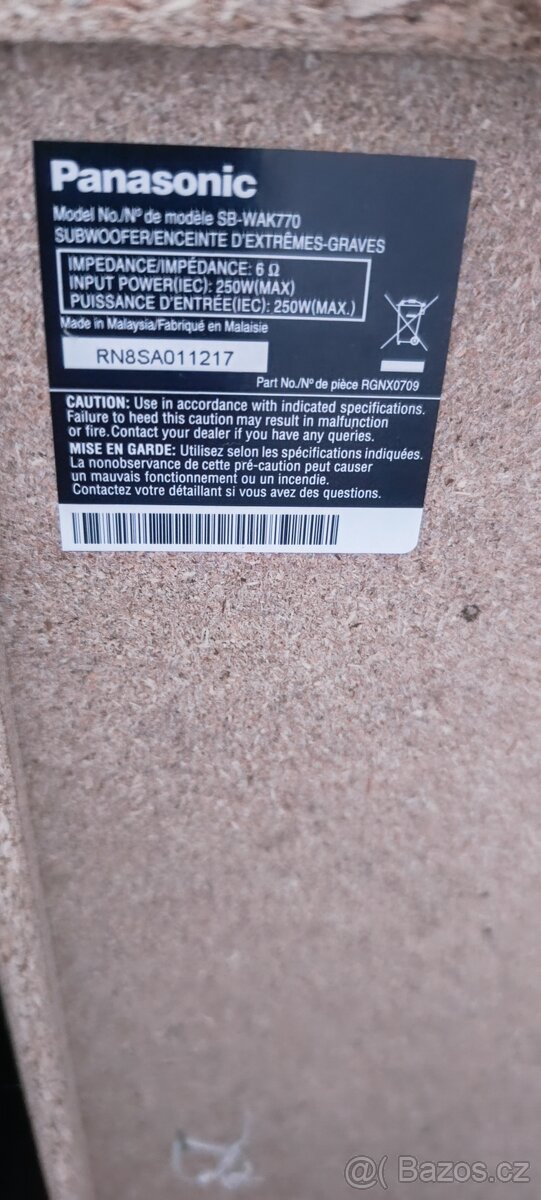 Panasonic
Model No./Nº de modèle SB-WAK770
SUBWOOFER/ENCEINTE D'EXTRÊMES-GRAVES
IMPEDANCE/IMPÉDANCE: 6 Ω
INPUT POWER(IEC): 250W(MAX)
PUISSANCE D'ENTRÉE(IEC): 250W(MAX.)
Made in Malaysia/Fabriqué en Malaisie
RN8SA011217
Part No./Nº de pièce RGNX0709
CAUTION: Use in accordance with indicated specifications.
Failure to heed this caution may result in malfunction
or fire.Contact your dealer if you have any queries.
MISE EN GARDE: Utilisez selon les spécifications indiquées.
La nonobservance de cette pré-caution peut causer
un mauvais fonctionnement ou un incendie.
Contactez votre détaillant si vous avez des questions.
@( Bazoš.cz